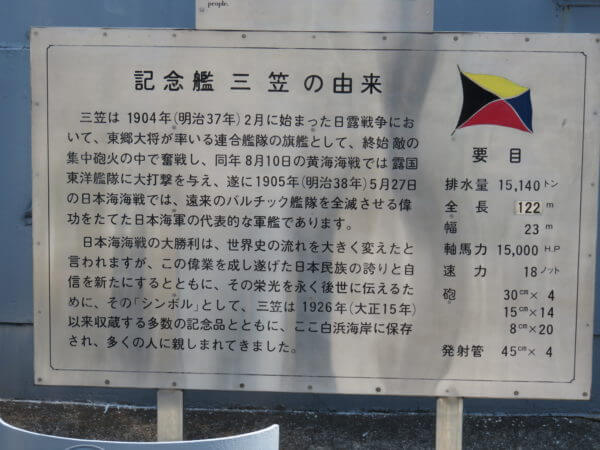 people.
記念艦三笠の由来
三笠は1904年(明治37年)2月に始まった日露戦争にお
いて、東郷大将が率いる連合艦隊の旗艦として、終始敵の
集中砲火の中で奮戦し、同年8月10日の黄海海戦では露国
東洋艦隊に大打撃を与え、遂に1905年(明治38年)5月27日
の日本海海戦では、遠来のバルチック艦隊を全滅させる偉
功をたてた日本海軍の代表的な軍艦であります。
日本海海戦の大勝利は、世界史の流れを大きく変えたと
言われますが、この偉業を成し遂げた日本民族の誇りと自
信を新たにするとともに、その栄光を永く後世に伝えるた
めに、その「シンボル」として、三笠は1926年(大正15年)
以来収蔵する多数の記念品とともに、ここ白浜海岸に保存
され、多くの人に親しまれてきました。
要目
排水量 15,140トン
全長 122m
幅 23m
軸馬力 15,000H.P
速力 18ノット
砲 30cm×4
15cm×14
8cm×20
発射管 45cm×4